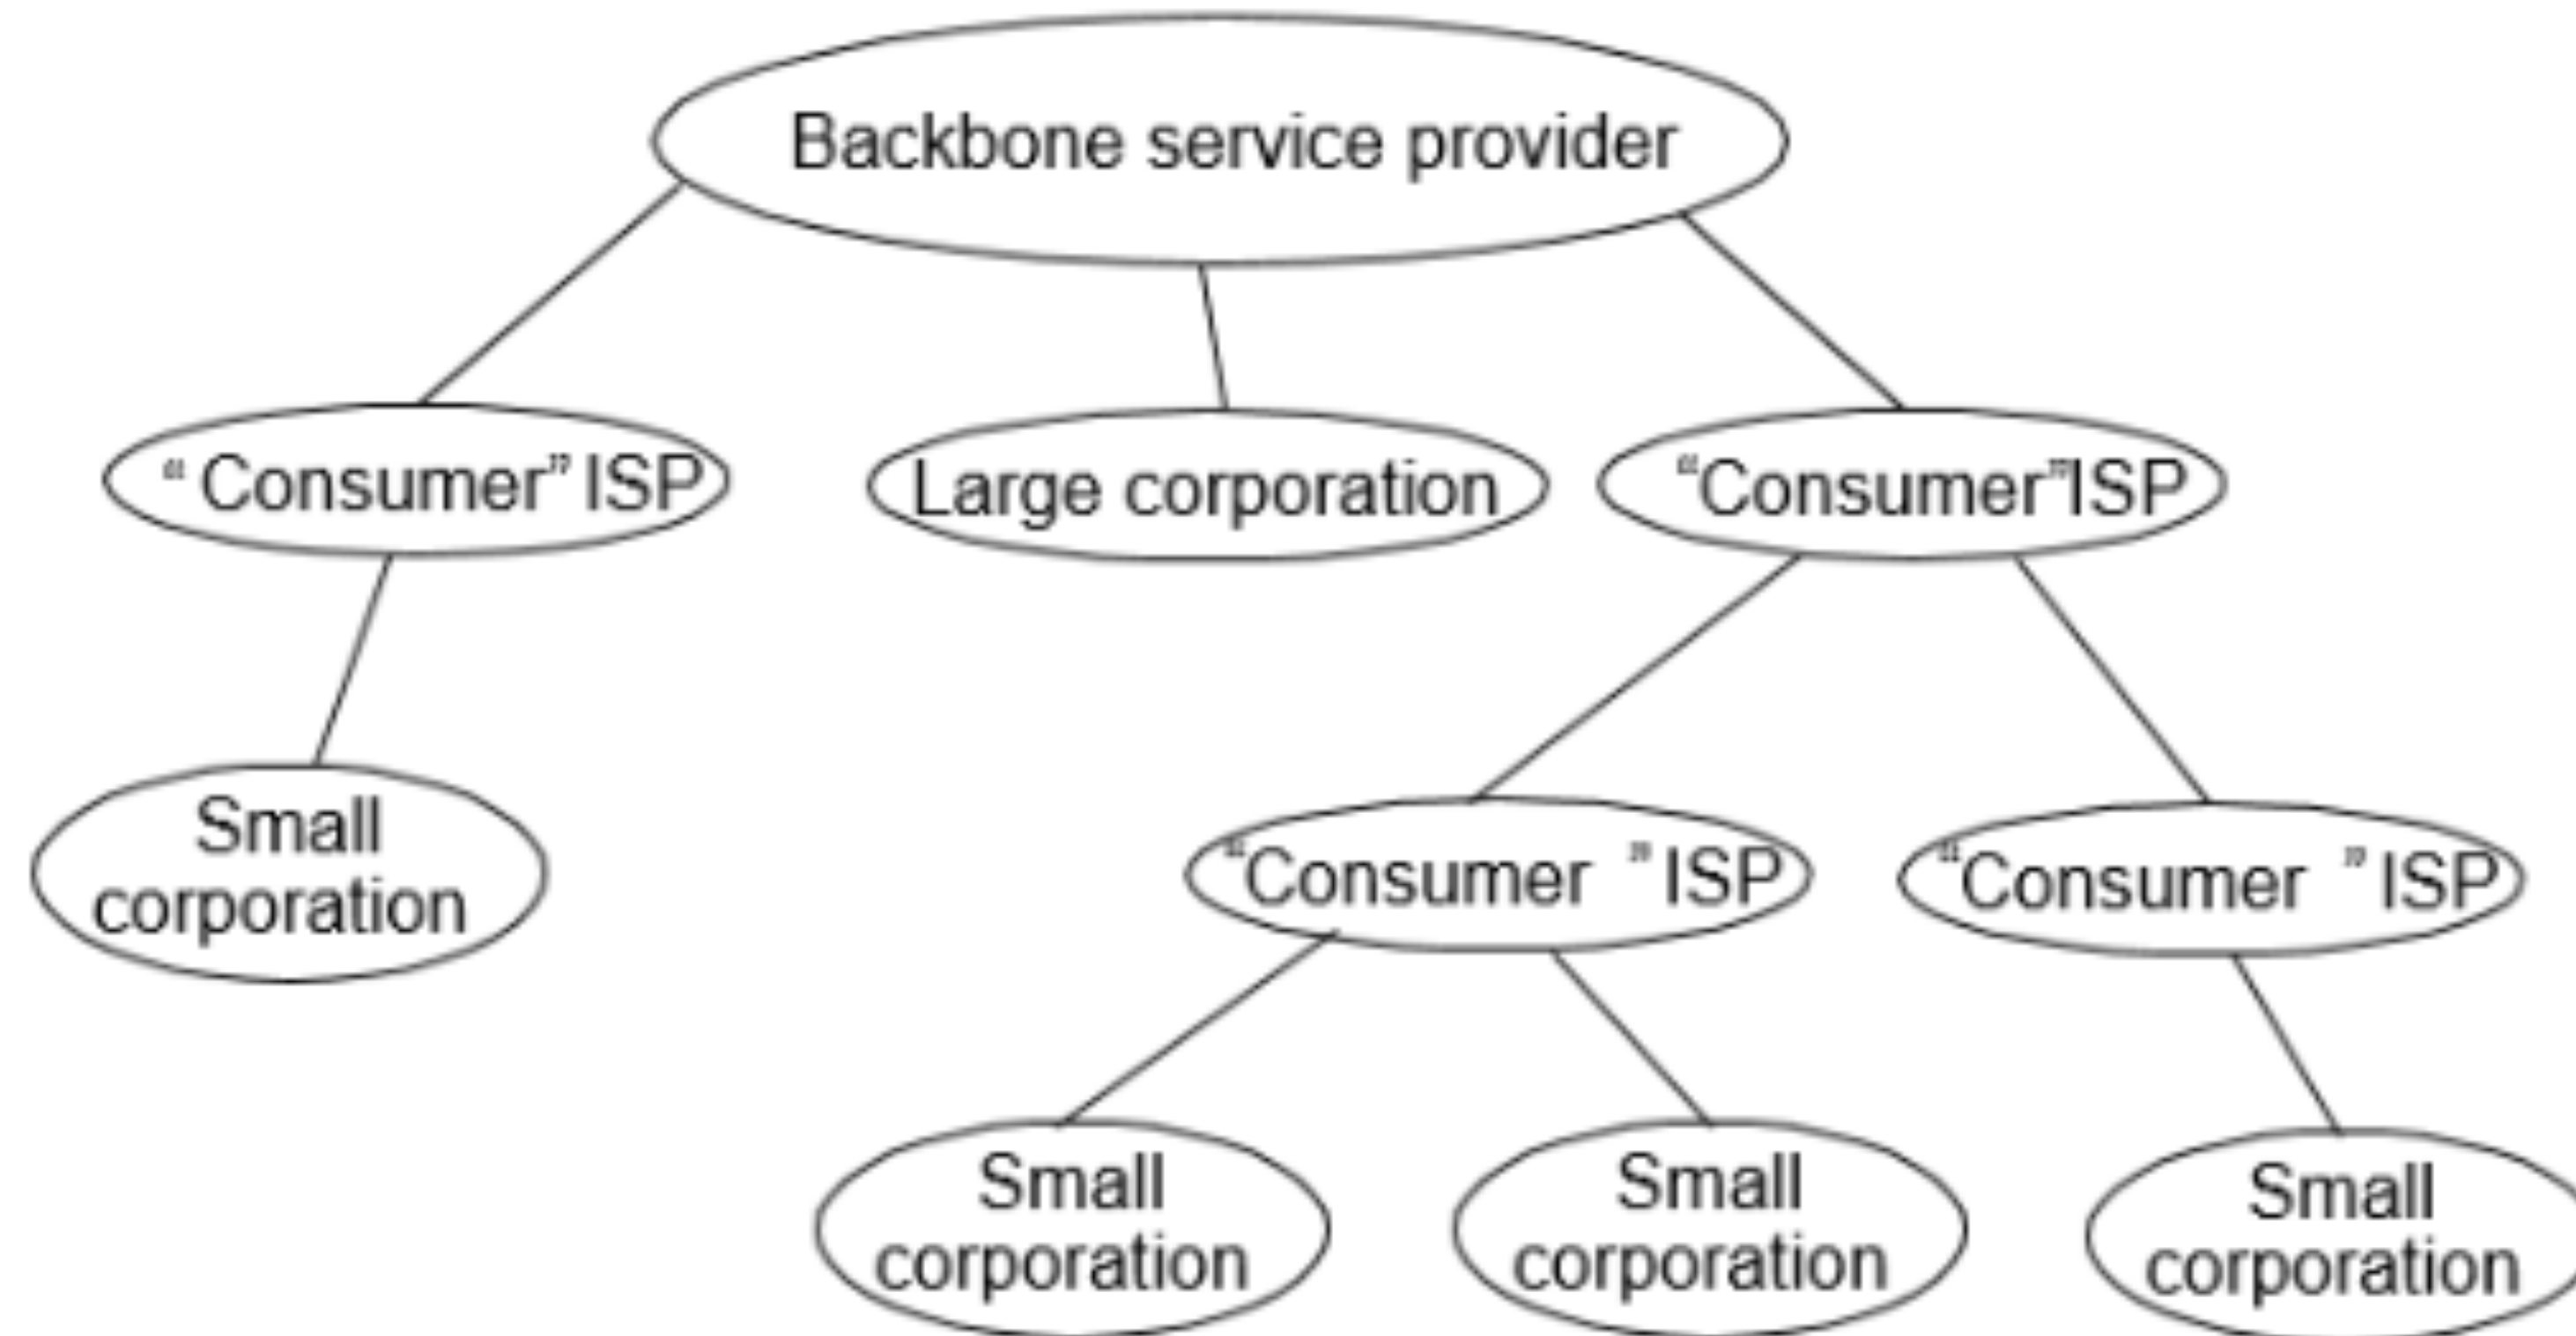 Backbone service provider
“ Consumer” ISP
Large corporation
“Consumer”ISP
Small
corporation
“Consumer ” ISP
“Consumer ” ISP
Small
corporation
Small
corporation
Small
corporation